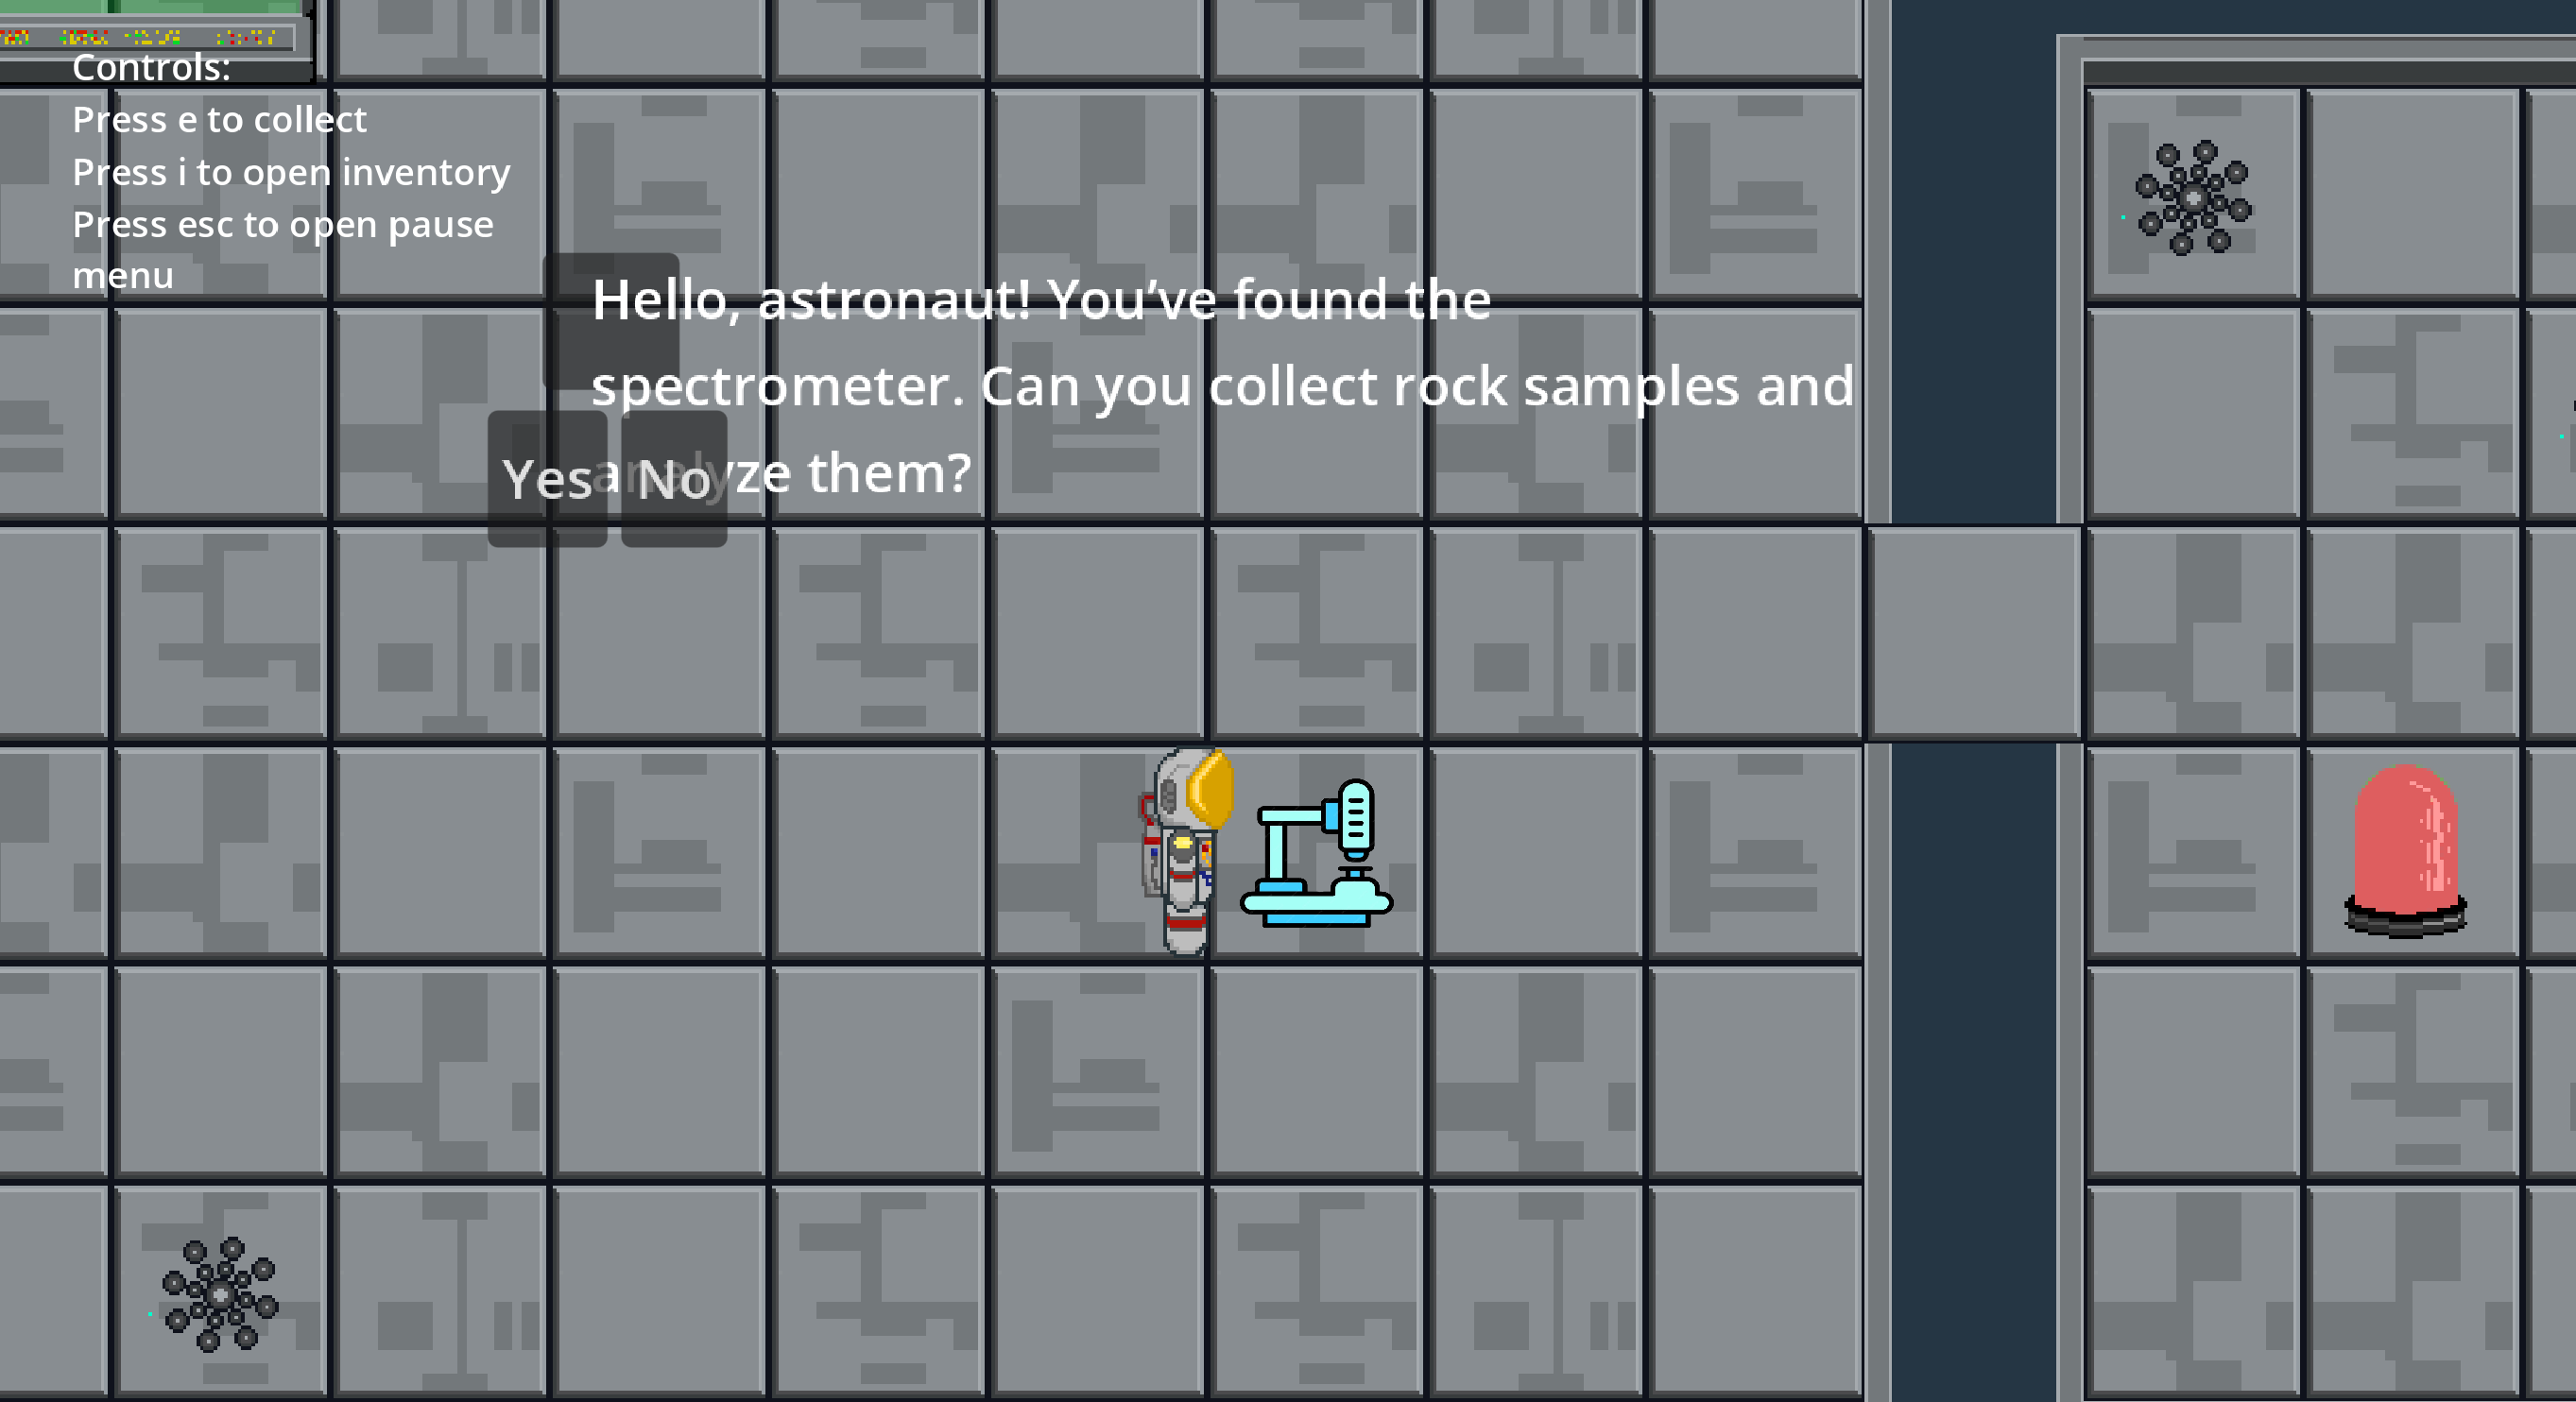 Controls:
Press e to collect
Press i to open inventory
Press esc to open pause
menu
Hello, astronaut! You’ve found the
spectrometer. Can you collect rock samples and
analyze them?
Yes No